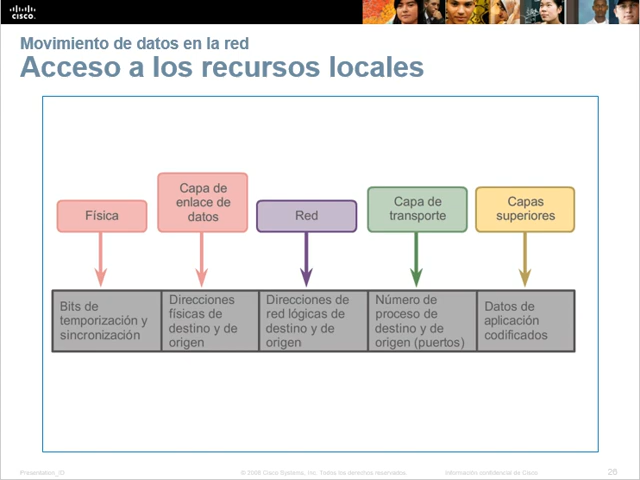 CISCO
Movimiento de datos en la red
Acceso a los recursos locales
Física
Capa de
enlace de
datos
Red
Capa de
transporte
Capas
superiores
Bits de
temporización y
sincronización
Direcciones
físicas de
destino y de
origen
Direcciones de
red lógicas de
destino y de
origen
Número de
proceso de
destino y de
origen (puertos)
Datos de
aplicación
codificados
Presentation_ID
© 2008 Cisco Systems, Inc. Todos los derechos reservados.
Información confidencial de Cisco
26